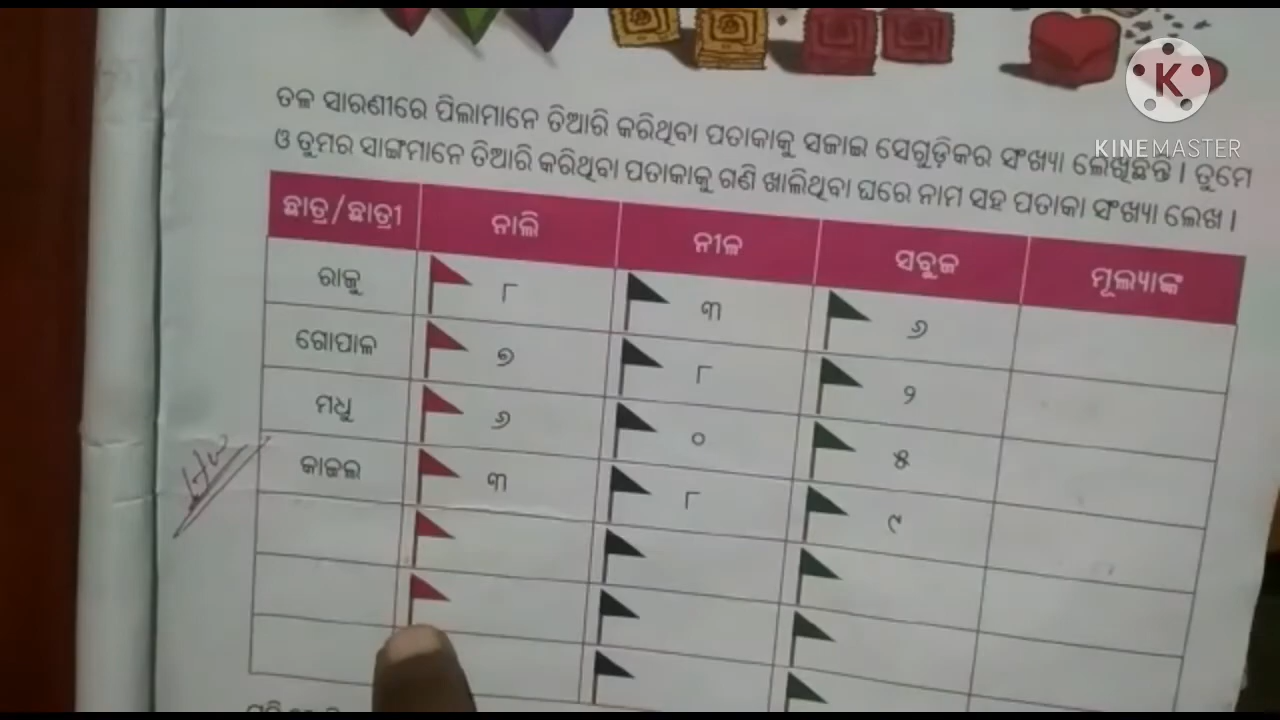 KINEMASTER
ତଳ ସାରଣୀରେ ପିଲାମାନେ ତିଆରି କରିଥିବା ପତାକାକୁ ସଜାଇ ସେଗୁଡ଼ିକର ସଂଖ୍ୟା ଲେଖିଛନ୍ତି । ତୁମେ
ଓ ତୁମର ସାଙ୍ଗମାନେ ତିଆରି କରିଥିବା ପତାକାକୁ ଗଣି ଖାଲିଥିବା ଘରେ ନାମ ସହ ପତାକା ସଂଖ୍ୟା ଲେଖ ।
ଛାତ୍ର/ଛାତ୍ରୀ ନାଲି ନୀଳ ସବୁଜ ମୂଲ୍ୟାଙ୍କ
ରାଜୁ ୮ ୩ ୬
ଗୋପାଳ ୭ ୮ ୨
ମଧୁ ୬ ୦ ୫
କାଜଲ ୩ ୮ ୯
H.W